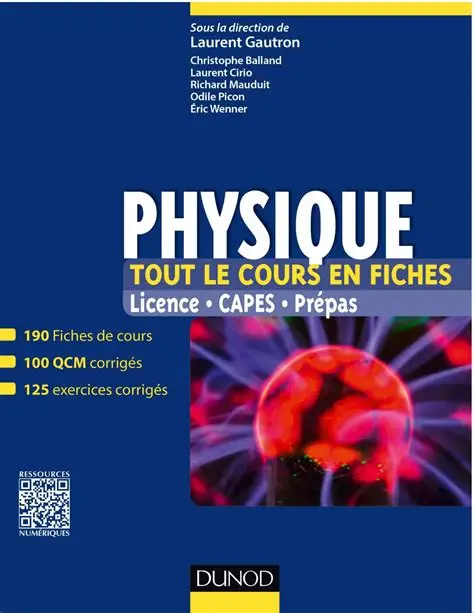 Sous la direction de
Laurent Gautron
Christophe Balland
Laurent Cirio
Richard Mauduit
Odile Picon
Éric Wenner
PHYSIQUE
TOUT LE COURS EN FICHES
Licence • CAPES • Prépas
190 Fiches de cours
100 QCM corrigés
125 exercices corrigés
RESSOURCES
NUMÉRIQUES
DUNOD